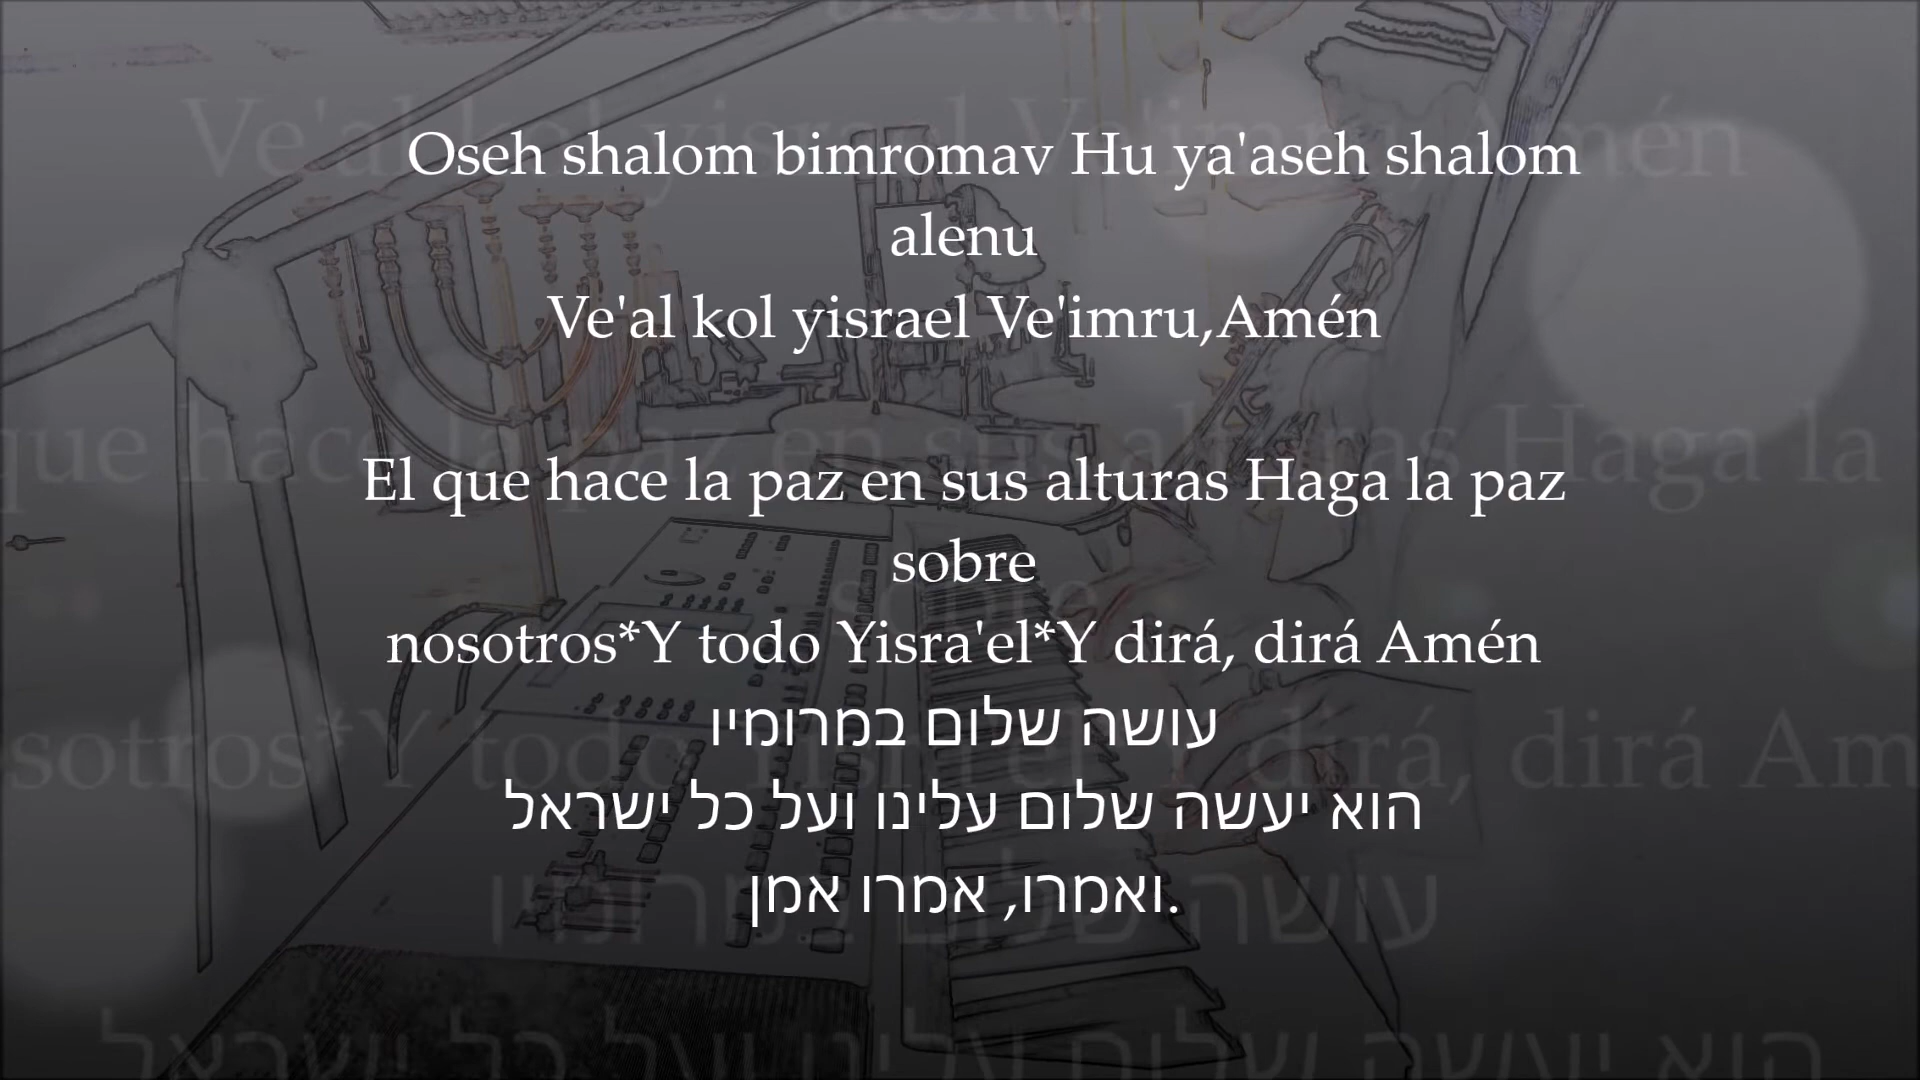 Oseh shalom bimromav Hu ya'aseh shalom
alenu
Ve'al kol yisrael Ve'imru,Amén
El que hace la paz en sus alturas Haga la paz
sobre
nosotros*Y todo Yisra'el*Y dirá, dirá Amén
עושה שלום במרומיו
הוא יעשה שלום עלינו ועל כל ישראל
ואמרו, אמרו אמן.